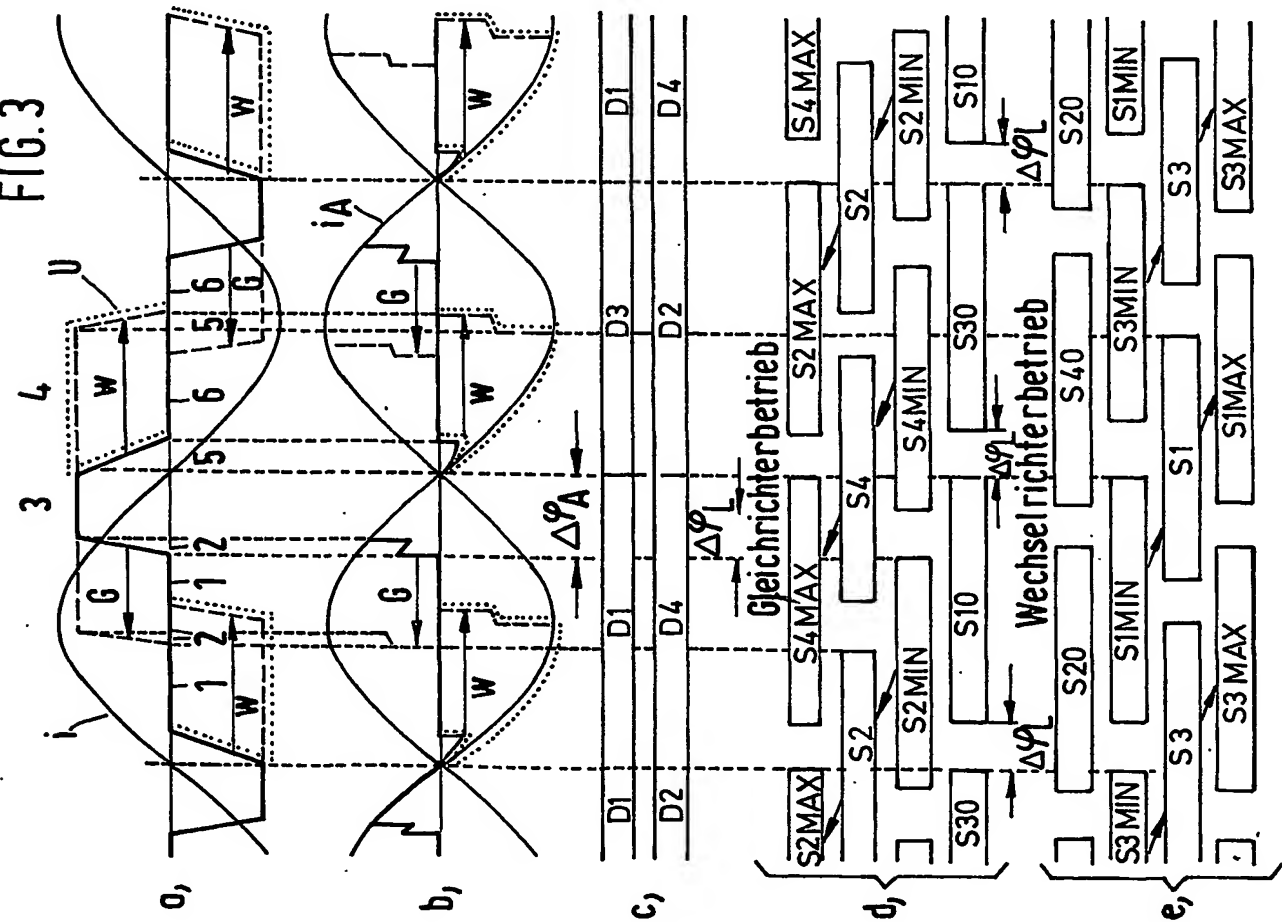 FIG.3
3 4
i U
G W
1 2 1 2 5 6 5 6
W G W
a,
iA
G G
W W W
b,
ΔφA
D1 D1 D3 D1
D2 D4 D2 D4
c,
ΔφL
Gleichrichterbetrieb
S2MAX S4MAX S2MAX S4MAX
S2 S4 S2
S2MIN S4MIN S2MIN
S30 S10 S30 S10
d,
ΔφL ΔφL ΔφL
Wechselrichterbetrieb
S20 S40 S20
S3MIN S1MIN S3MIN S1MIN
S3 S1 S3
S3MAX S1MAX S3MAX
e,